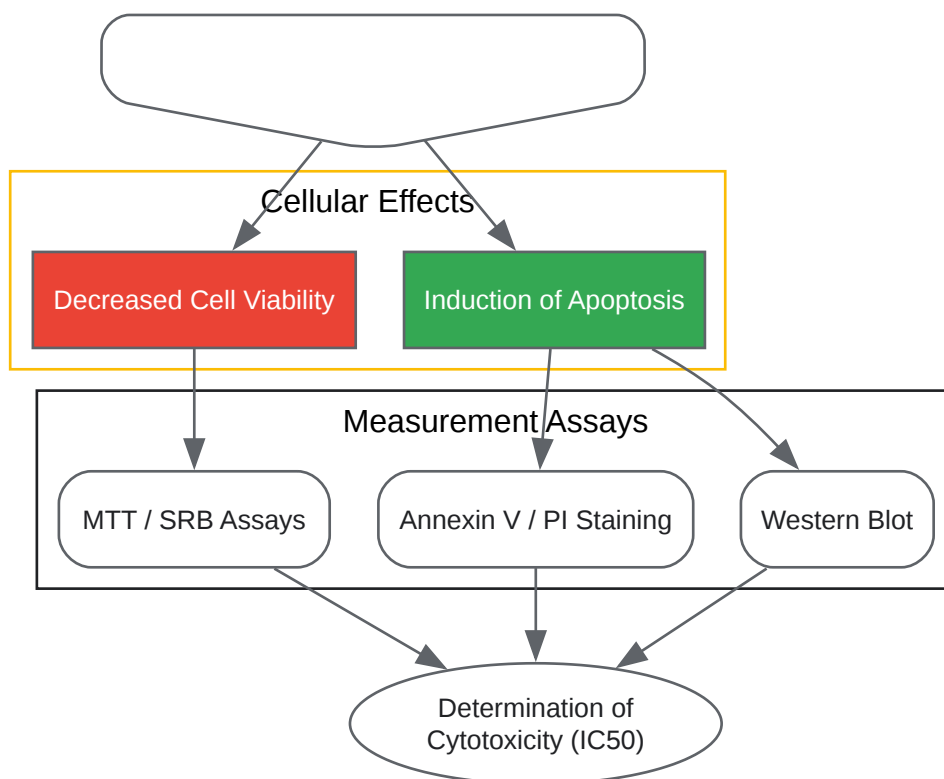 Cellular Effects
Decreased Cell Viability
Induction of Apoptosis
Measurement Assays
MTT / SRB Assays
Annexin V / PI Staining
Western Blot
Determination of
Cytotoxicity (IC50)